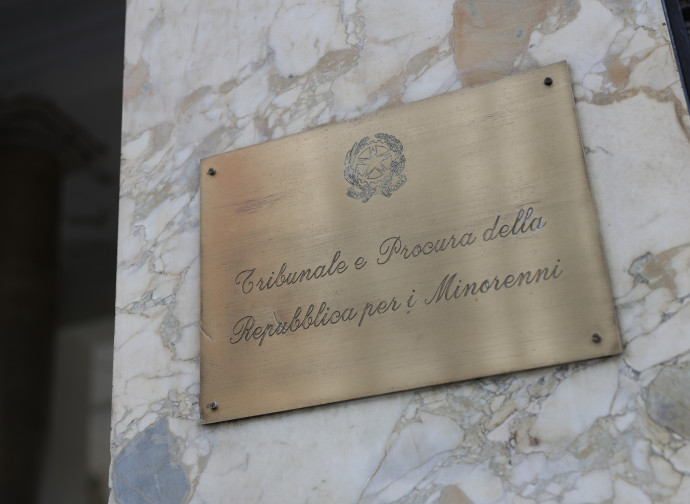 Tribunale e Procura della
Repubblica per i Minorenni